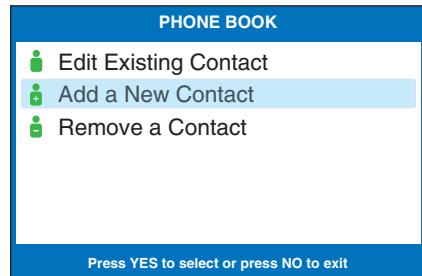 PHONE BOOK
Edit Existing Contact
Add a New Contact
Remove a Contact
Press YES to select or press NO to exit